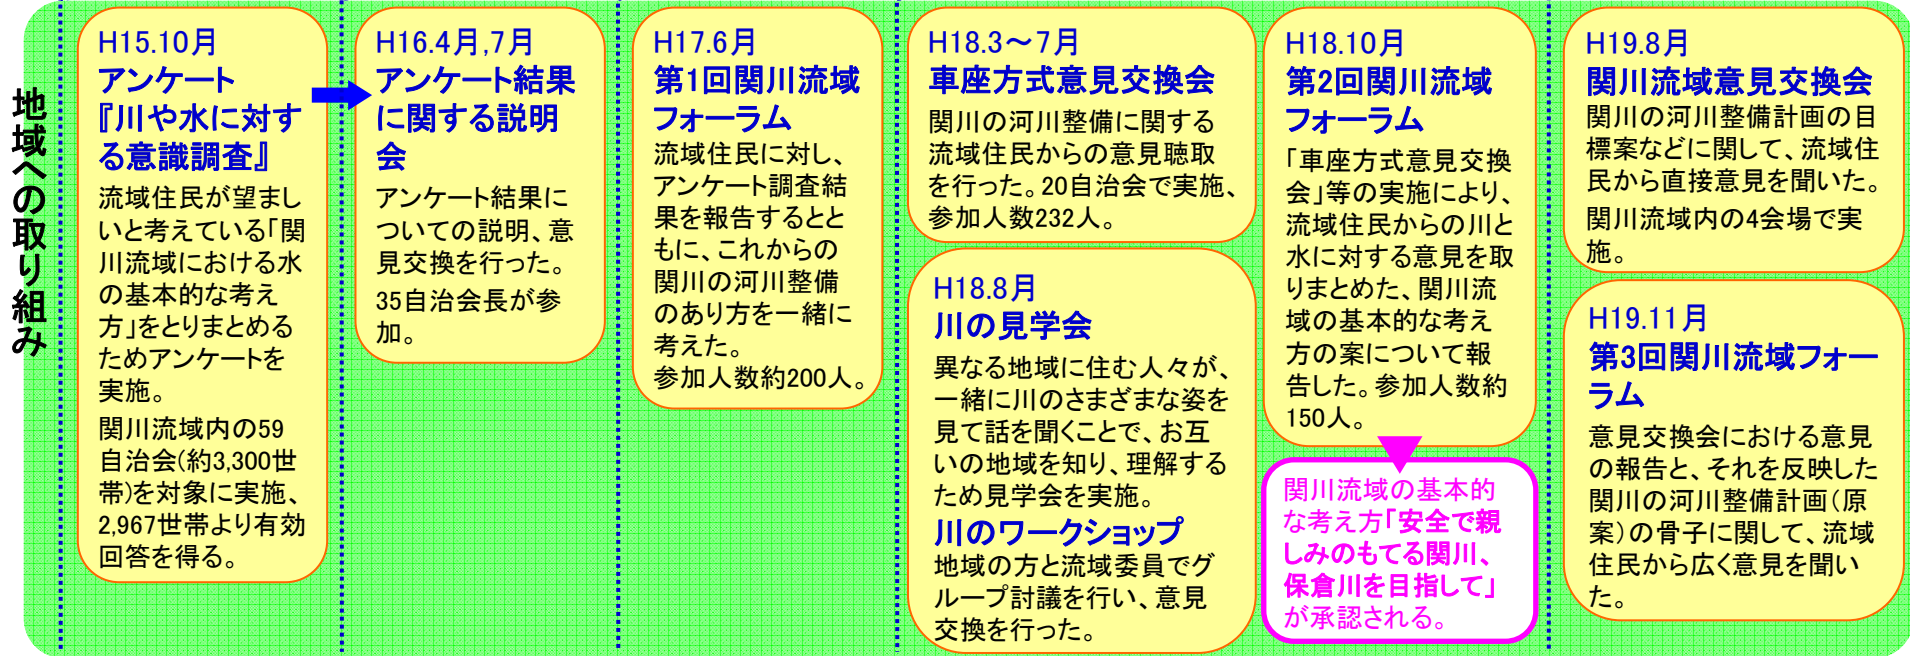 地域への取り組み
H15.10月
アンケート
『川や水に対す
る意識調査』
流域住民が望まし
いと考えている「関
川流域における水
の基本的な考え
方」をとりまとめる
ためアンケートを
実施。
関川流域内の59
自治会(約3,300世
帯)を対象に実施、
2,967世帯より有効
回答を得る。
H16.4月,7月
アンケート結果
に関する説明
会
アンケート結果に
ついての説明、意
見交換を行った。
35自治会長が参
加。
H17.6月
第1回関川流域
フォーラム
流域住民に対し、
アンケート調査結
果を報告するとと
もに、これからの
関川の河川整備
のあり方を一緒に
考えた。
参加人数約200人。
H18.3～7月
車座方式意見交換会
関川の河川整備に関する
流域住民からの意見聴取
を行った。20自治会で実施、
参加人数232人。
H18.8月
川の見学会
異なる地域に住む人々が、
一緒に川のさまざまな姿を
見て話を聞くことで、お互
いの地域を知り、理解する
ため見学会を実施。
川のワークショップ
地域の方と流域委員でグ
ループ討議を行い、意見
交換を行った。
H18.10月
第2回関川流域
フォーラム
「車座方式意見交換
会」等の実施により、
流域住民からの川と
水に対する意見を取
りまとめた、関川流
域の基本的な考え
方の案について報
告した。参加人数約
150人。
関川流域の基本的
な考え方「安全で親
しみのもてる関川、
保倉川を目指して」
が承認される。
H19.8月
関川流域意見交換会
関川の河川整備計画の目
標案などに関して、流域住
民から直接意見を聞いた。
関川流域内の4会場で実
施。
H19.11月
第3回関川流域フォー
ラム
意見交換会における意見
の報告と、それを反映した
関川の河川整備計画(原
案)の骨子に関して、流域
住民から広く意見を聞い
た。